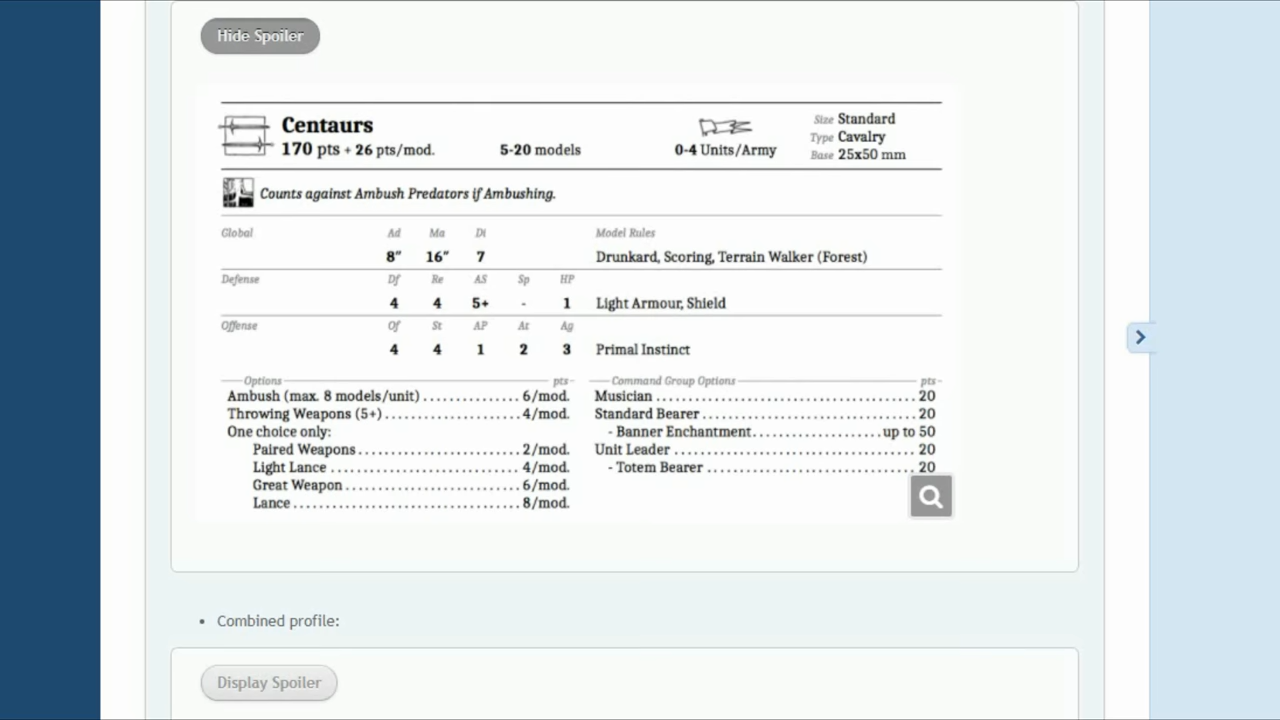 Hide Spoiler
Centaurs
170 pts + 26 pts/mod. 5-20 models 0-4 Units/Army
Size Standard
Type Cavalry
Base 25x50 mm
Counts against Ambush Predators if Ambushing.
Global Ad Ma Di Model Rules
8” 16” 7 Drunkard, Scoring, Terrain Walker (Forest)
Defense Df Re AS Sp HP
4 4 5+ - 1 Light Armour, Shield
Offense Of St AP At Ag
4 4 1 2 3 Primal Instinct
Options pts
Ambush (max. 8 models/unit) .............. 6/mod.
Throwing Weapons (5+) .................... 4/mod.
One choice only:
Paired Weapons ........................ 2/mod.
Light Lance ........................... 4/mod.
Great Weapon .......................... 6/mod.
Lance ................................. 8/mod.
Command Group Options pts
Musician ..................................... 20
Standard Bearer .............................. 20
- Banner Enchantment .................. up to 50
Unit Leader .................................. 20
- Totem Bearer ............................... 20
• Combined profile:
Display Spoiler